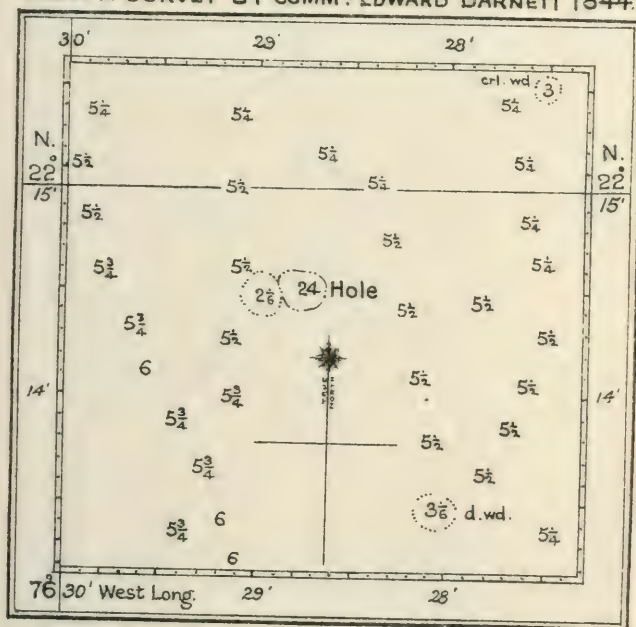 SURVEY BY COMM. EDWARD BARNETT 1844.
30' 29' 28'
crl. wd 3
5¼ 5¼ 5¼
N. N.
5½ 5¼ 5¼
22° 22°
5½ 5¼
15' 15'
5½ 5¼
5½
5¾ 5½ 5¼
2 1/6 24 Hole
5½ 5½
5¾ 5½ 5½
6
5½ 5½
14' 5¾ 14'
5¾ 5½ 5½
5¾ 5½
3 1/6 d.wd.
5¾ 6 5¼
6
76° 30' West Long. 29' 28'